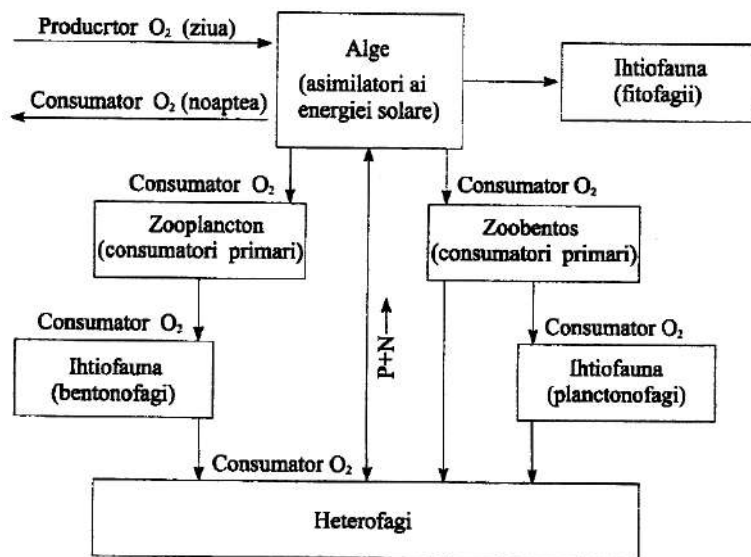 Producrtor O₂ (ziua)
Consumator O₂ (noaptea)
Alge
(asimilatori ai
energiei solare)
Ihtiofauna
(fitofagii)
Consumator O₂
Consumator O₂
Zooplancton
(consumatori primari)
Zoobentos
(consumatori primari)
P+N
Consumator O₂
Consumator O₂
Ihtiofauna
(bentonofagi)
Ihtiofauna
(planctonofagi)
Consumator O₂
Heterofagi